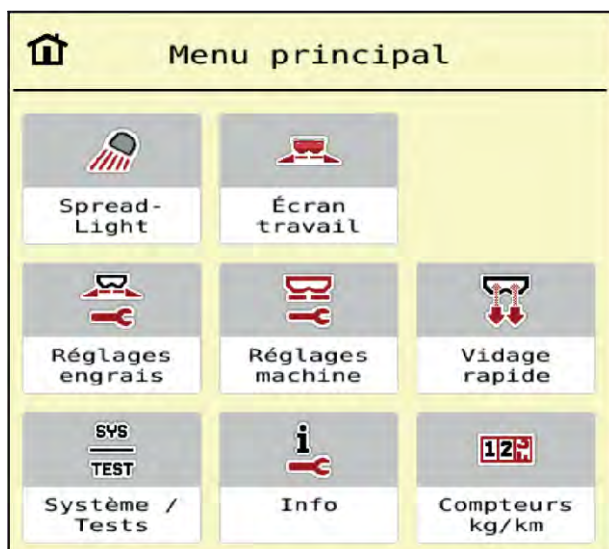 Menu principal
Spread-
Light
Écran
travail
Réglages
engrais
Réglages
machine
Vidage
rapide
SYS
TEST
Système /
Tests
i
Info
12
Compteurs
kg/km